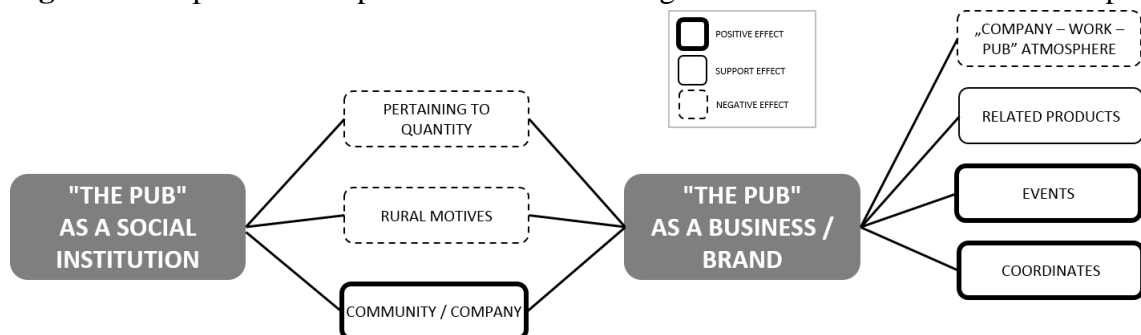 POSITIVE EFFECT
SUPPORT EFFECT
NEGATIVE EFFECT
PERTAINING TO
QUANTITY
RURAL MOTIVES
COMMUNITY / COMPANY
"THE PUB"
AS A SOCIAL
INSTITUTION
"THE PUB"
AS A BUSINESS /
BRAND
„COMPANY – WORK –
PUB” ATMOSPHERE
RELATED PRODUCTS
EVENTS
COORDINATES